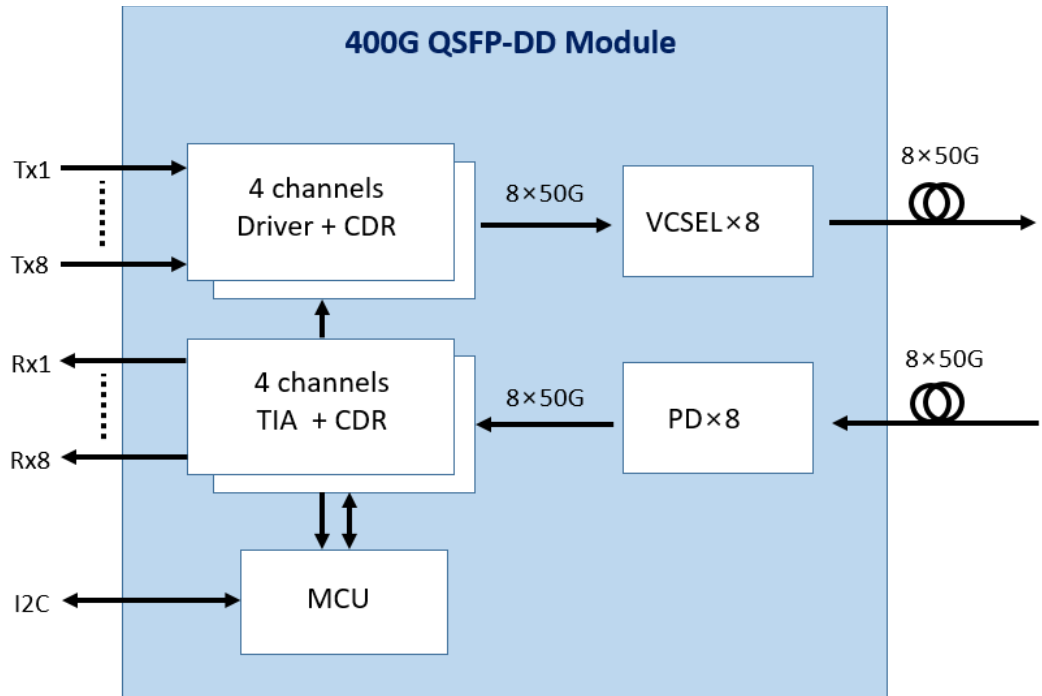 400G QSFP-DD Module
Tx1
Tx8
4 channels
Driver + CDR
8×50G
VCSEL×8
8×50G
Rx1
Rx8
4 channels
TIA + CDR
8×50G
PD×8
8×50G
I2C
MCU